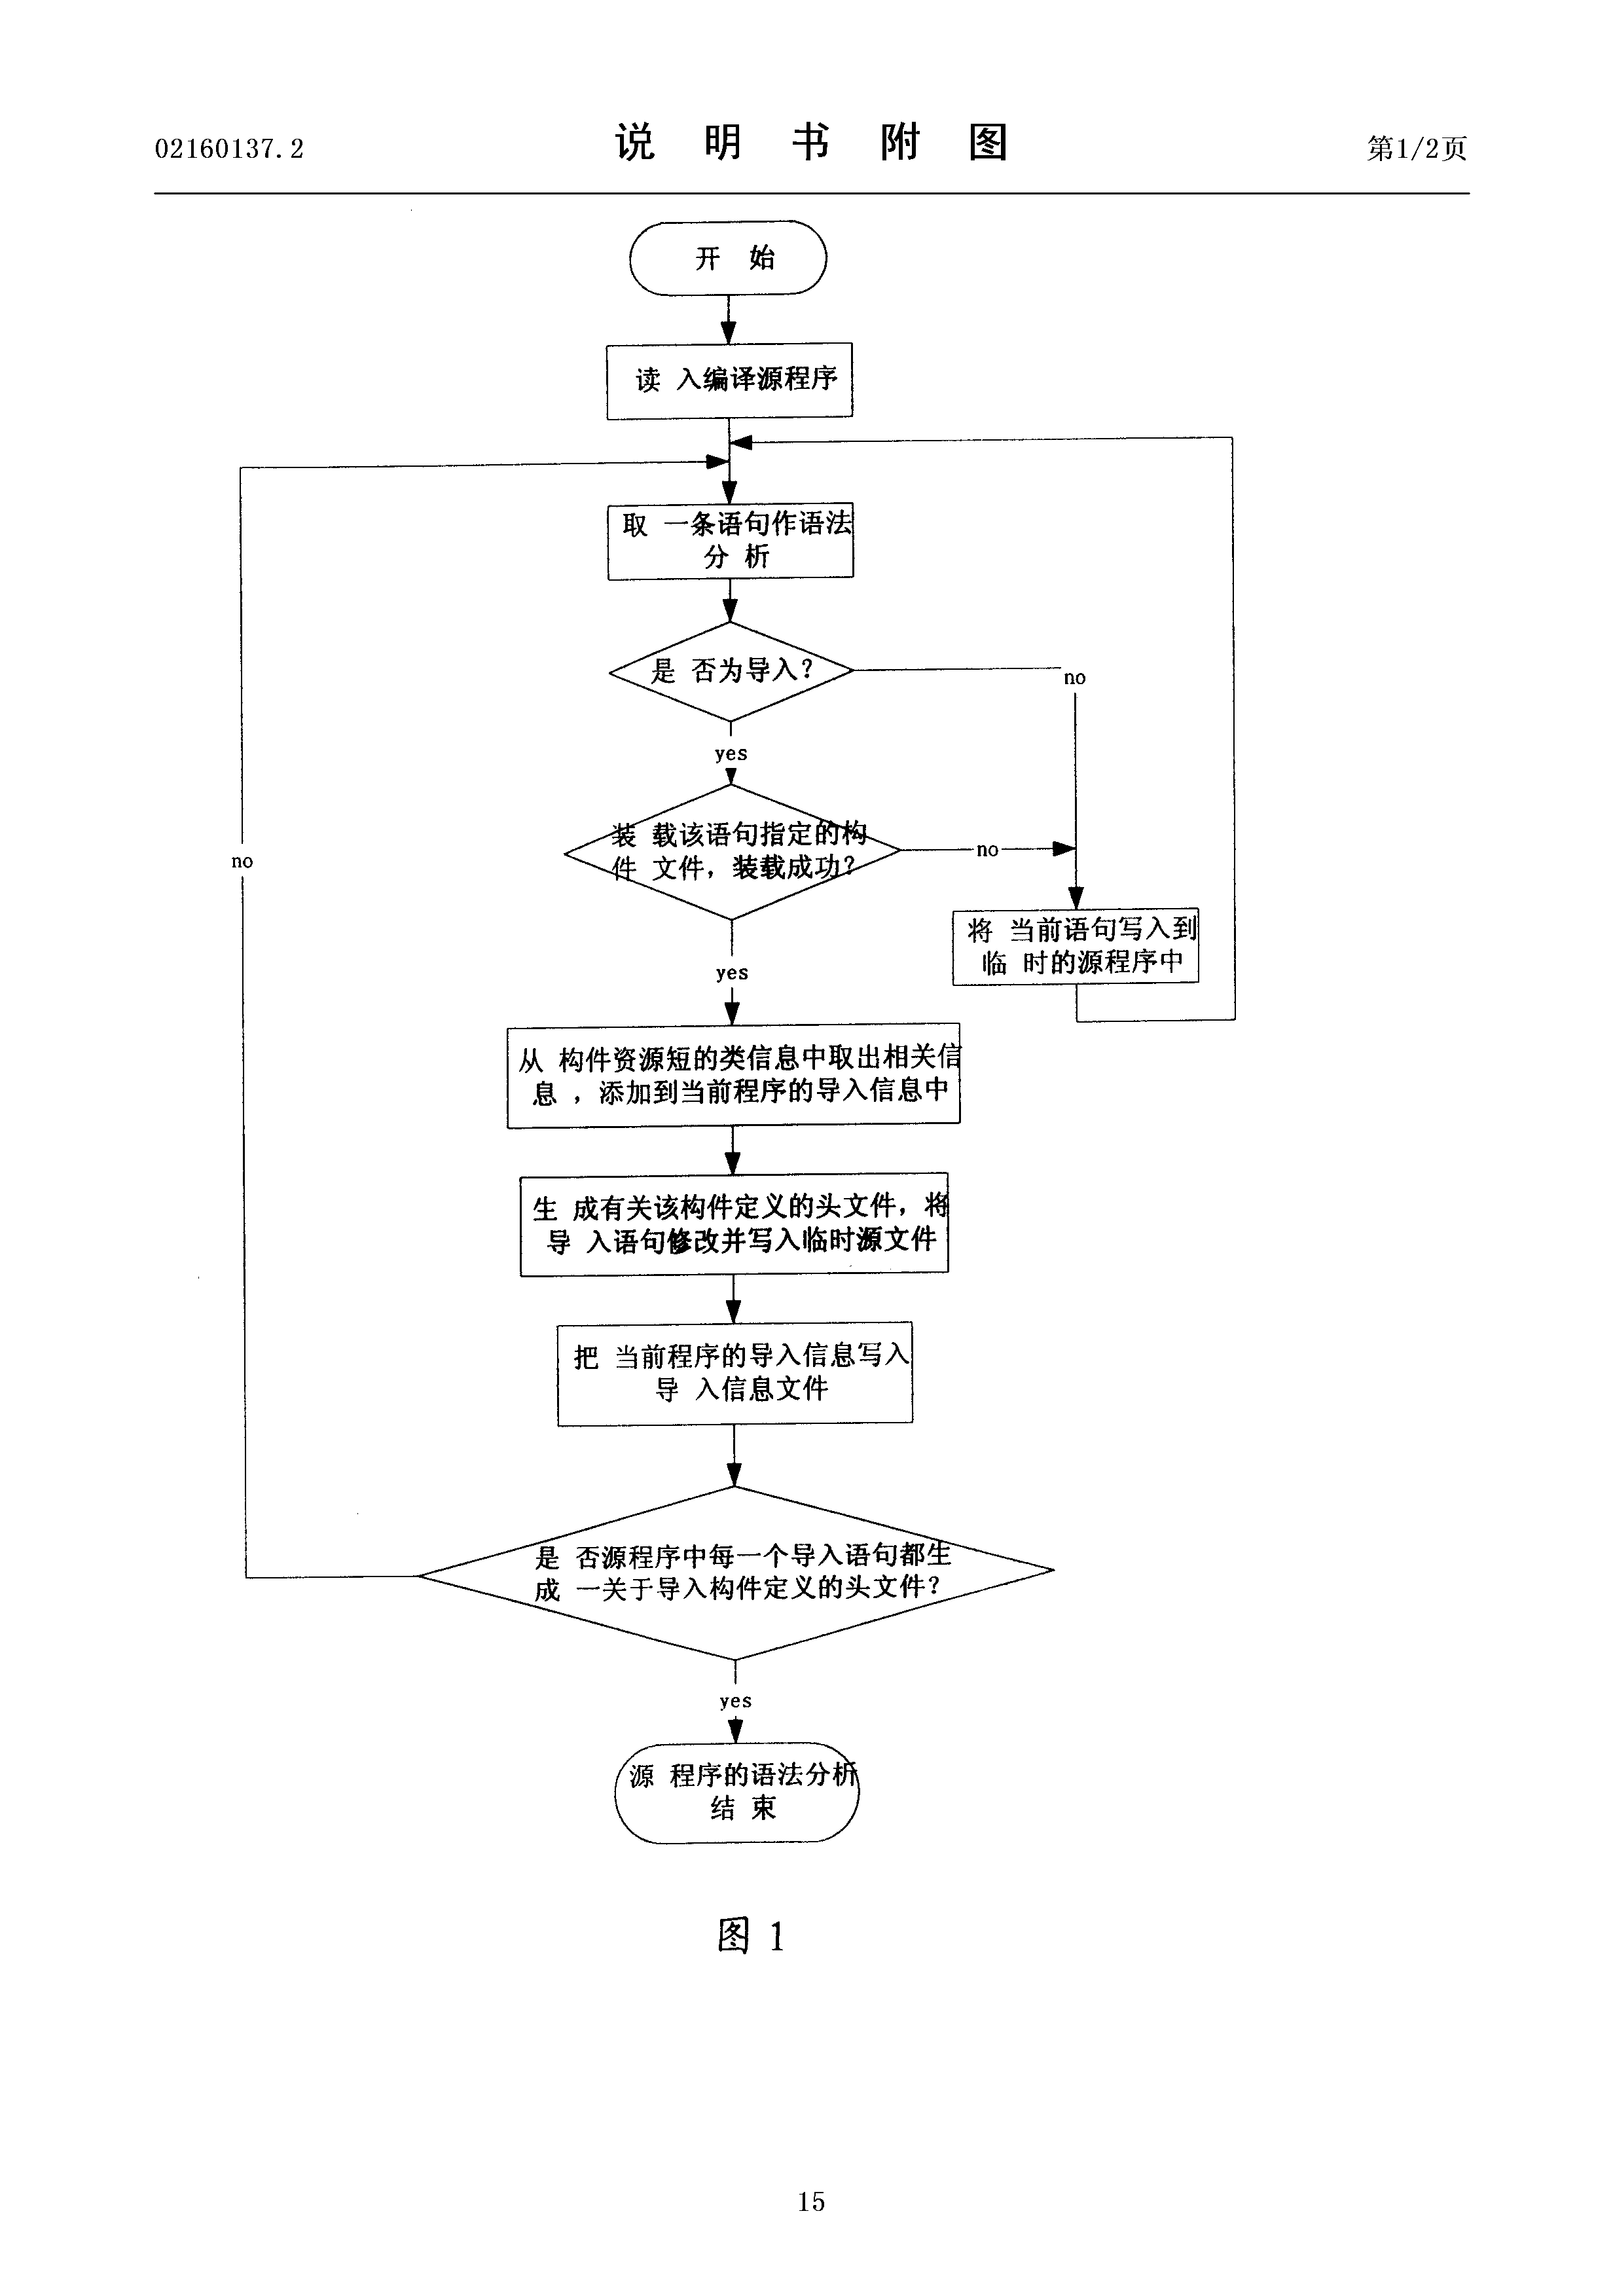 02160137.2
说 明 书 附 图
第1/2页
开 始
读 入编译源程序
取 一条语句作语法
分 析
是 否为导入?
no
yes
装 载该语句指定的构
件 文件，装载成功?
no
no
yes
将 当前语句写入到
临 时的源程序中
从 构件资源短的类信息中取出相关信
息 ，添加到当前程序的导入信息中
生 成有关该构件定义的头文件，将
导 入语句修改并写入临时源文件
把 当前程序的导入信息写入
导 入信息文件
是 否源程序中每一个导入语句都生
成 一关于导入构件定义的头文件?
yes
源 程序的语法分析
结 束
图 1
15